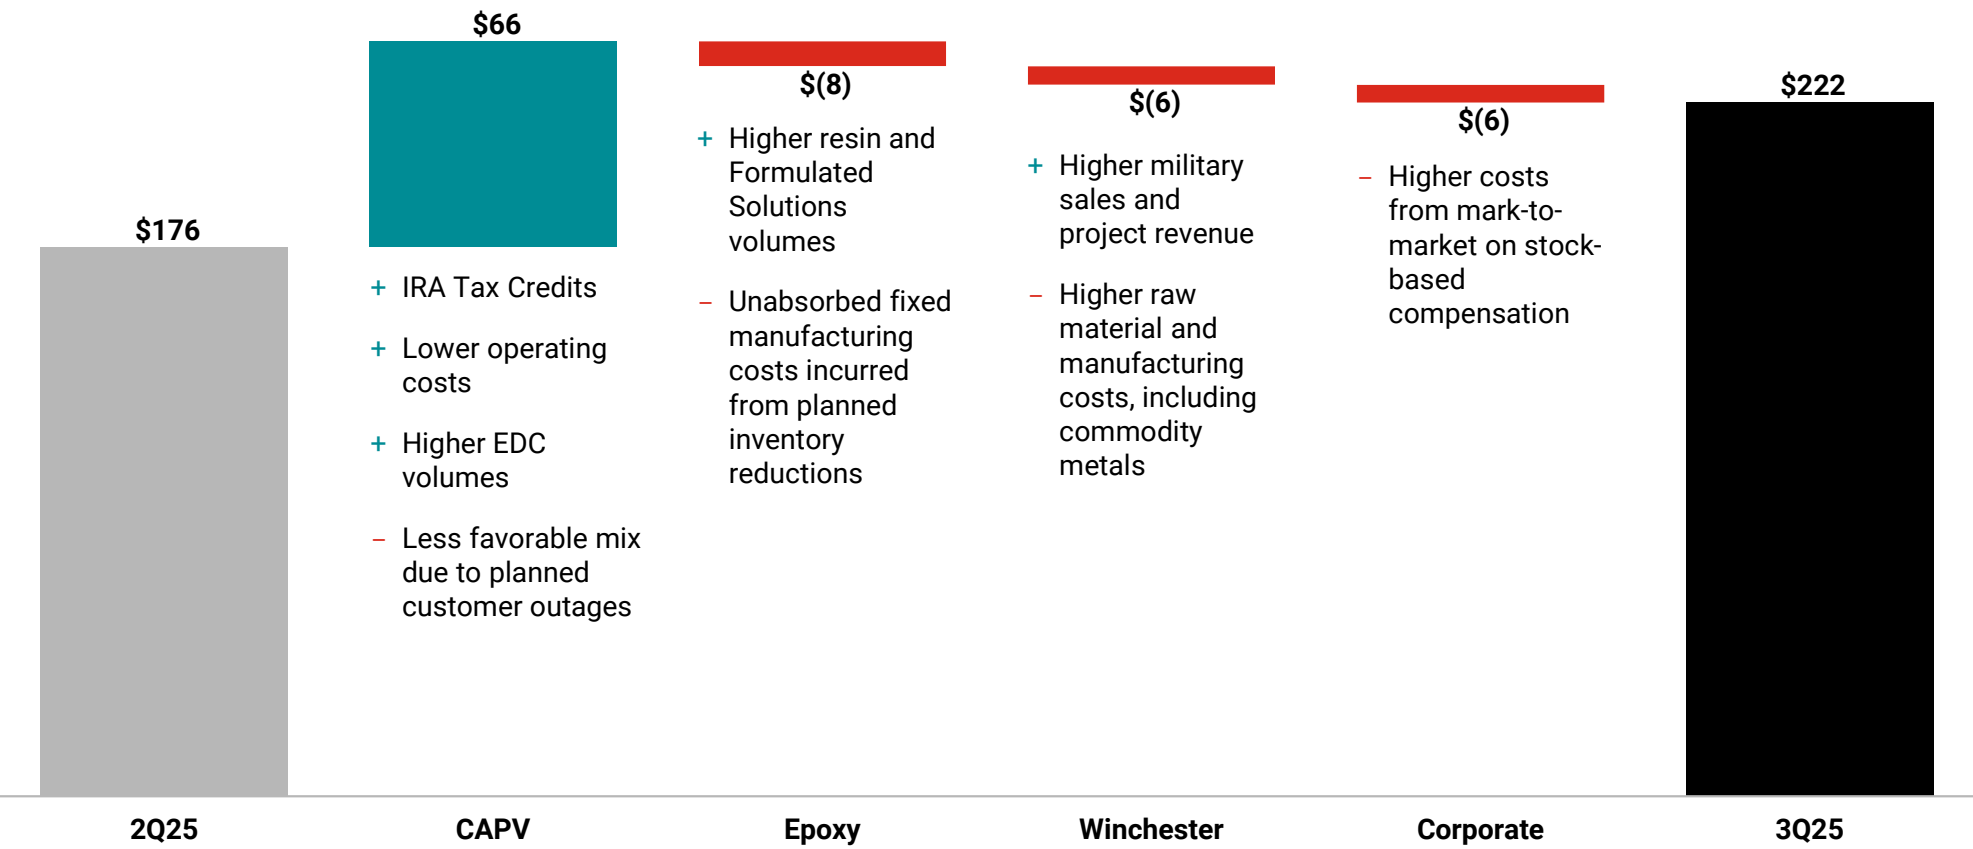 $176
2Q25
$66
+ IRA Tax Credits
+ Lower operating
costs
+ Higher EDC
volumes
– Less favorable mix
due to planned
customer outages
CAPV
$(8)
+ Higher resin and
Formulated
Solutions
volumes
– Unabsorbed fixed
manufacturing
costs incurred
from planned
inventory
reductions
Epoxy
$(6)
+ Higher military
sales and
project revenue
– Higher raw
material and
manufacturing
costs, including
commodity
metals
Winchester
$(6)
– Higher costs
from mark-to-
market on stock-
based
compensation
Corporate
$222
3Q25